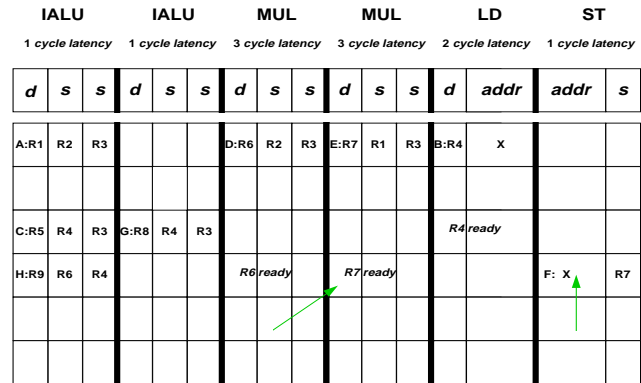 IALU IALU MUL MUL LD ST
1 cycle latency 1 cycle latency 3 cycle latency 3 cycle latency 2 cycle latency 1 cycle latency
d s s d s s d s s d s s d addr addr s
A:R1 R2 R3 D:R6 R2 R3 E:R7 R1 R3 B:R4 X
C:R5 R4 R3 G:R8 R4 R3 R4 ready
H:R9 R6 R4 R6 ready R7 ready F: X R7